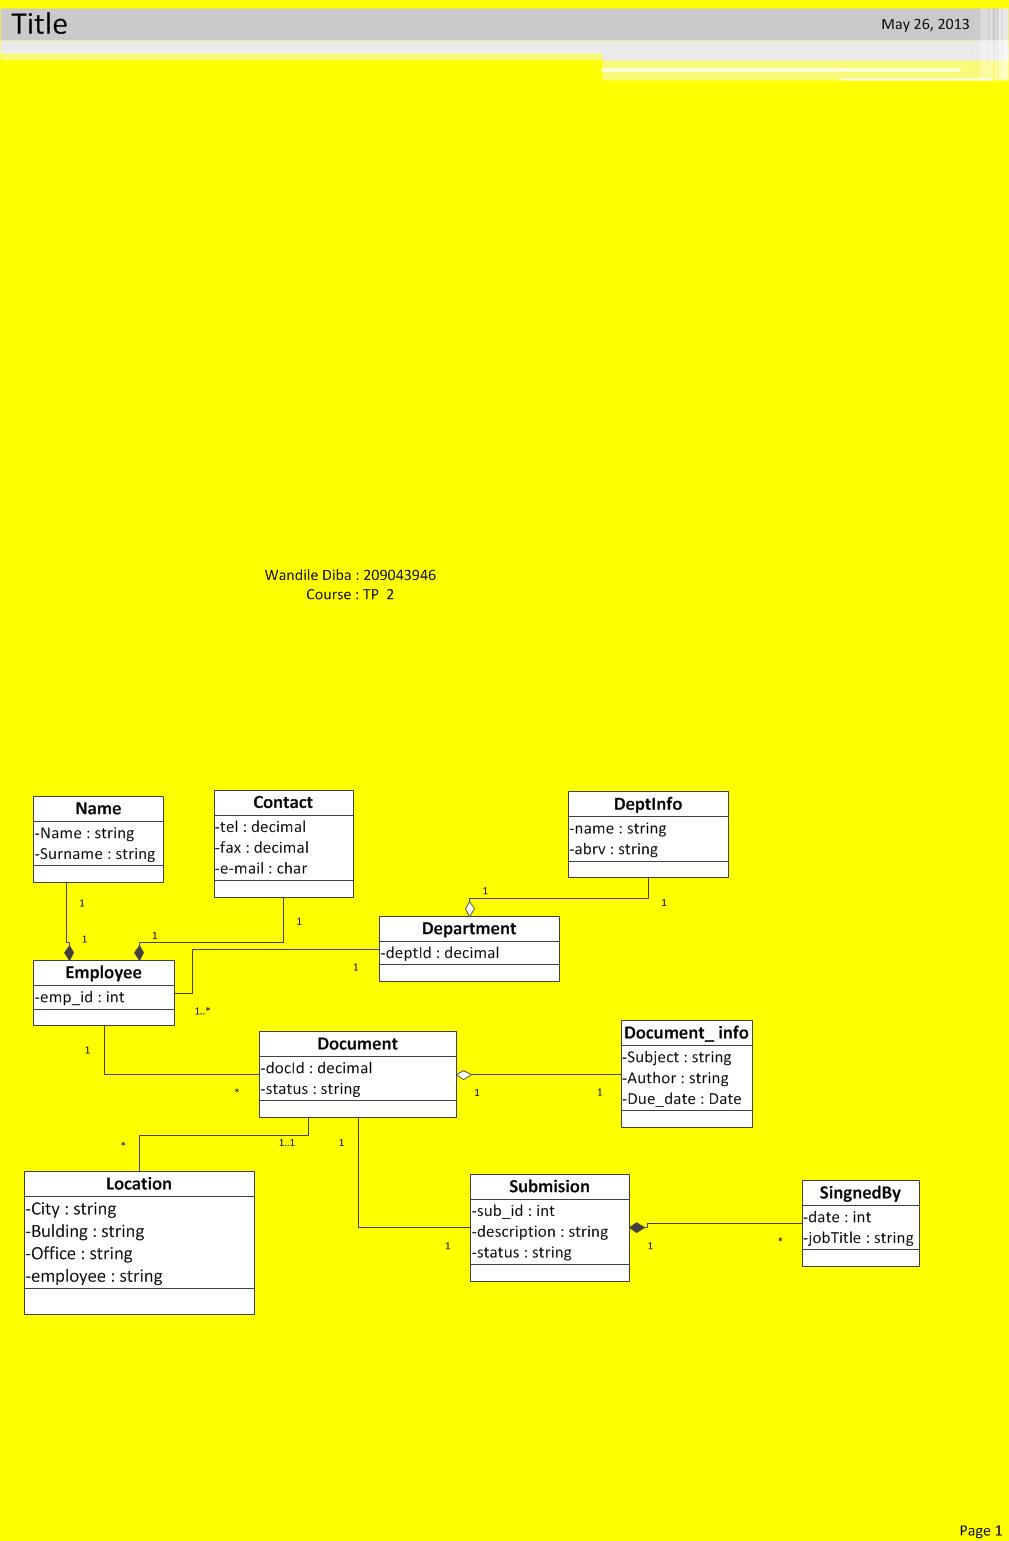 Title
May 26, 2013
Wandile Diba : 209043946
Course : TP  2
Name
-Name : string
-Surname : string
Contact
-tel : decimal
-fax : decimal
-e-mail : char
DeptInfo
-name : string
-abrv : string
1
1
1
1
1
1
Department
-deptId : decimal
1
Employee
-emp_id : int
1..*
1
Document
-docId : decimal
-status : string
*
Document_ info
-Subject : string
-Author : string
-Due_date : Date
1
1
*
1..1
1
Location
-City : string
-Bulding : string
-Office : string
-employee : string
Submision
-sub_id : int
-description : string
-status : string
1
1
*
SingnedBy
-date : int
-jobTitle : string
Page 1